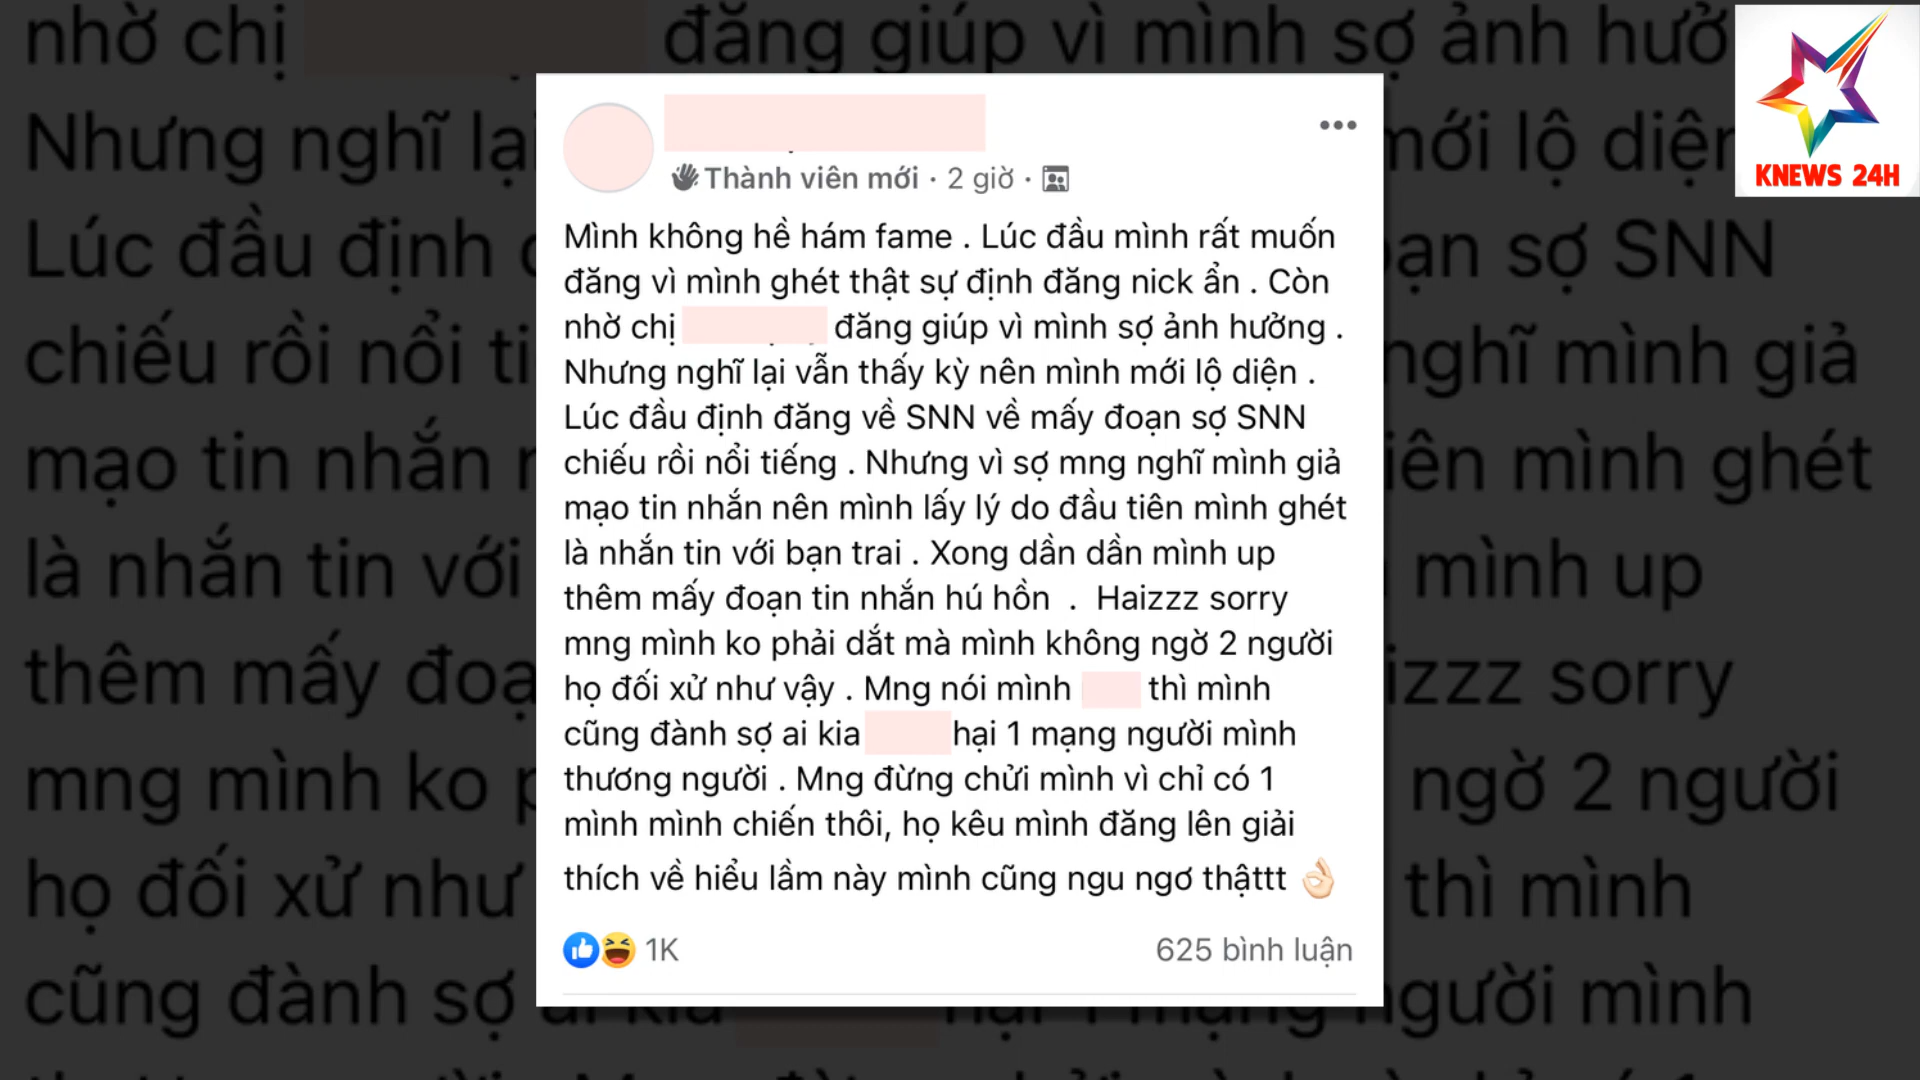 KNEWS 24H
Thành viên mới · 2 giờ ·
Mình không hề hám fame . Lúc đầu mình rất muốn
đăng vì mình ghét thật sự định đăng nick ẩn . Còn
nhờ chị đăng giúp vì mình sợ ảnh hưởng .
Nhưng nghĩ lại vẫn thấy kỳ nên mình mới lộ diện .
Lúc đầu định đăng về SNN về mấy đoạn sợ SNN
chiếu rồi nổi tiếng . Nhưng vì sợ mng nghĩ mình giả
mạo tin nhắn nên mình lấy lý do đầu tiên mình ghét
là nhắn tin với bạn trai . Xong dần dần mình up
thêm mấy đoạn tin nhắn hú hồn . Haizzz sorry
mng mình ko phải dắt mà mình không ngờ 2 người
họ đối xử như vậy . Mng nói mình thì mình
cũng đành sợ ai kia hại 1 mạng người mình
thương người . Mng đừng chửi mình vì chỉ có 1
mình mình chiến thôi, họ kêu mình đăng lên giải
thích về hiểu lầm này mình cũng ngu ngơ thậttt 👌🏻
1K
625 bình luận